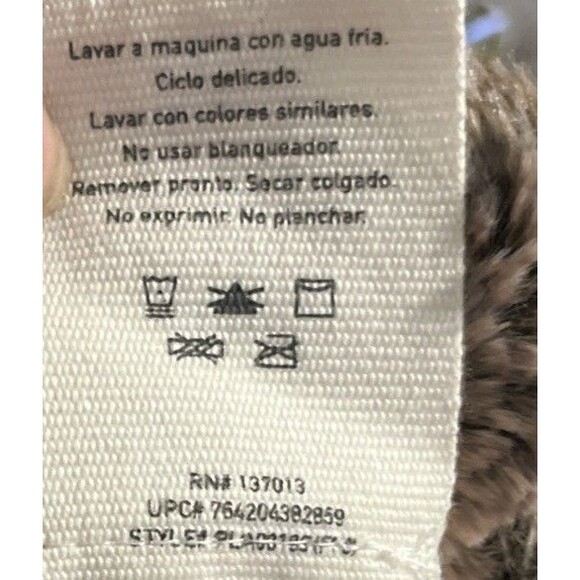 Lavar a maquina con agua fria.
Ciclo delicado.
Lavar con colores similares.
No usar blanqueador.
Remover pronto. Secar colgado.
No exprimir. No planchar.
RN# 137013
UPC# 764204382859
STYLE#